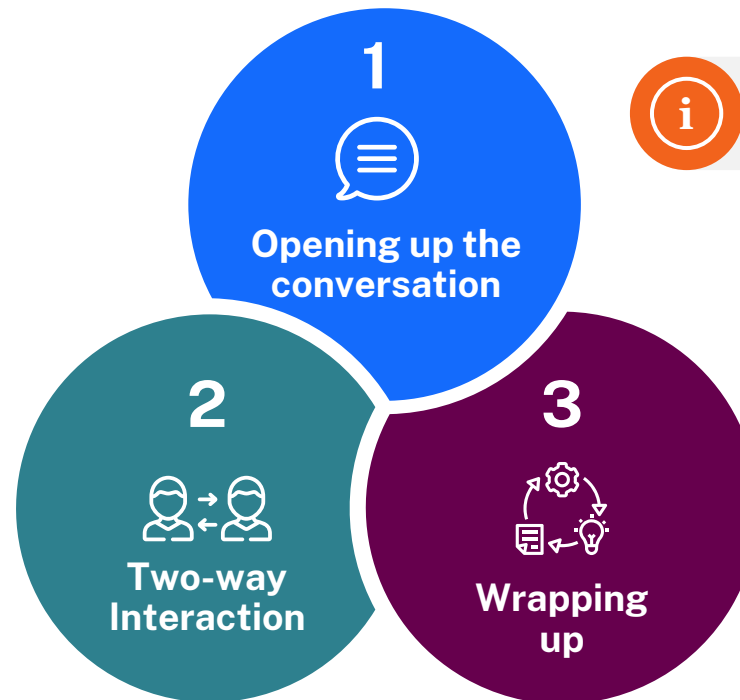 1
Opening up the
conversation
i
2
Two-way
Interaction
3
Wrapping
up